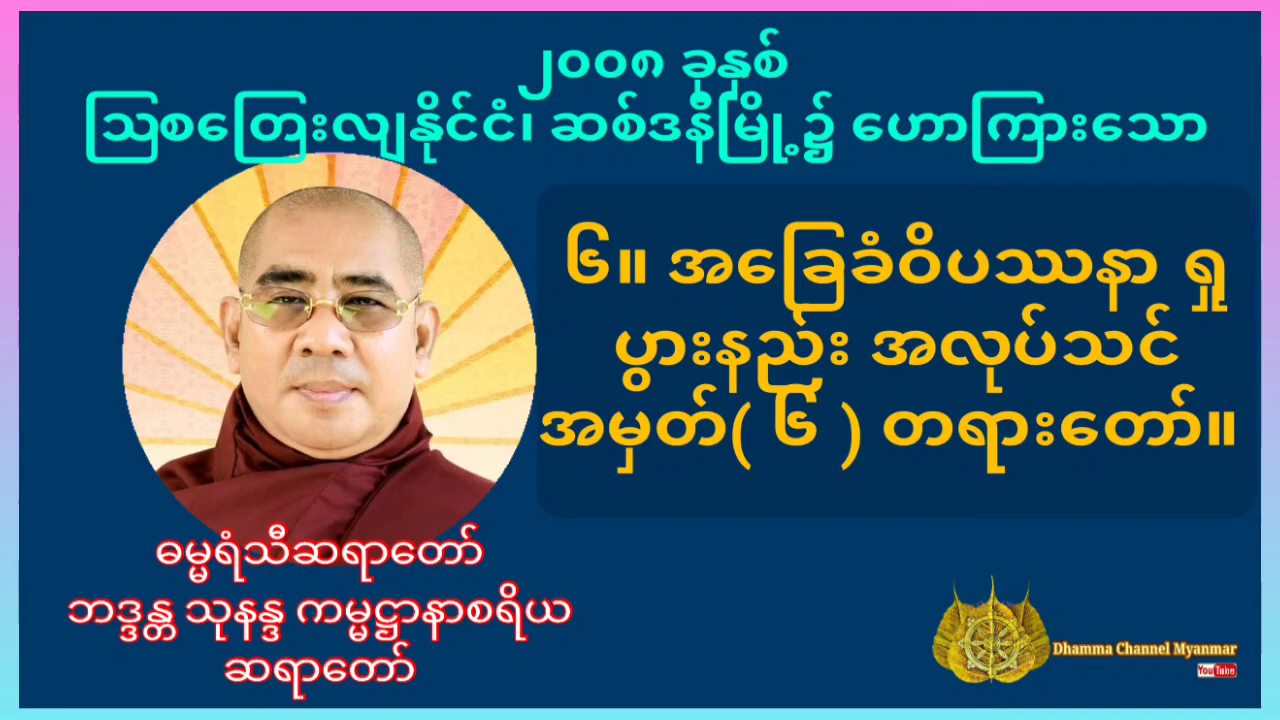 ၂၀၀၈ ခုနှစ်
ဩစတြေးလျနိုင်ငံ၊ ဆစ်ဒနီမြို့၌ ဟောကြားသော
၆။ အခြေခံဝိပဿနာ ရှု
ပွားနည်း အလုပ်သင်
အမှတ်( ၆ ) တရားတော်။
ဓမ္မရံသီဆရာတော်
ဘဒ္ဒန္တ သုနန္ဒ ကမ္မဋ္ဌာနာစရိယ
ဆရာတော်
Dhamma Channel Myanmar
YouTube